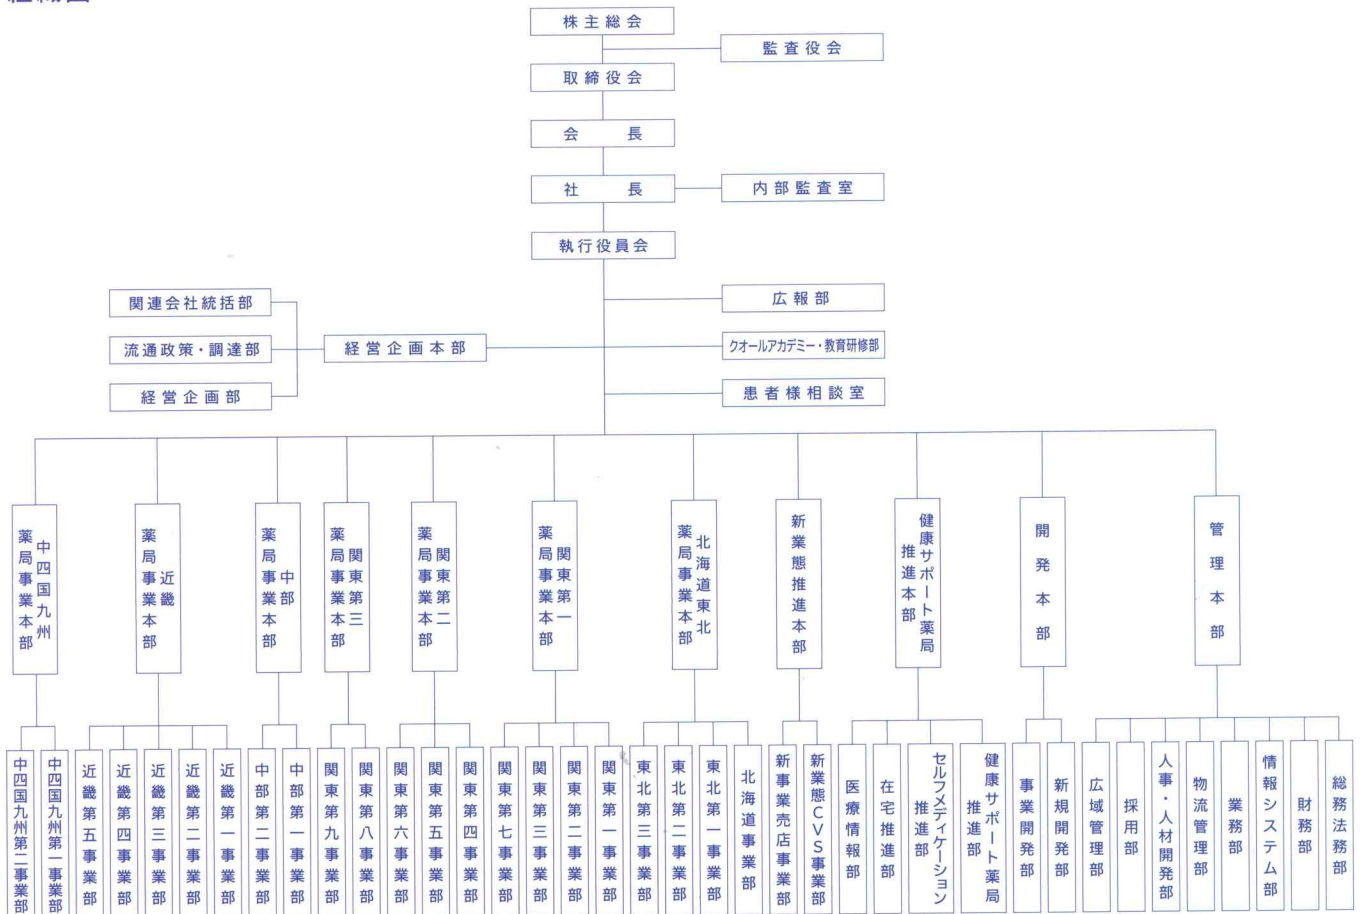 株主総会
監査役会
取締役会
会長
社長
内部監査室
執行役員会
関連会社統括部
広報部
流通政策・調達部
経営企画本部
クオールアカデミー・教育研修部
経営企画部
患者様相談室
中四国九州
薬局事業本部
近畿
薬局事業本部
中部
薬局事業本部
関東第三
薬局事業本部
関東第二
薬局事業本部
関東第一
薬局事業本部
北海道東北
薬局事業本部
新業態推進本部
健康サポート薬局
推進本部
開発本部
管理本部
中四国九州第二事業部
中四国九州第一事業部
近畿第五事業部
近畿第四事業部
近畿第三事業部
近畿第二事業部
近畿第一事業部
中部第二事業部
中部第一事業部
関東第九事業部
関東第八事業部
関東第六事業部
関東第五事業部
関東第四事業部
関東第七事業部
関東第三事業部
関東第二事業部
関東第一事業部
東北第三事業部
東北第二事業部
東北第一事業部
北海道事業部
新事業売店事業部
新業態CVS事業部
医療情報部
在宅推進部
セルフメディケーション
推進部
健康サポート薬局
推進部
事業開発部
新規開発部
広域管理部
採用部
人事・人材開発部
物流管理部
業務部
情報システム部
財務部
総務法務部